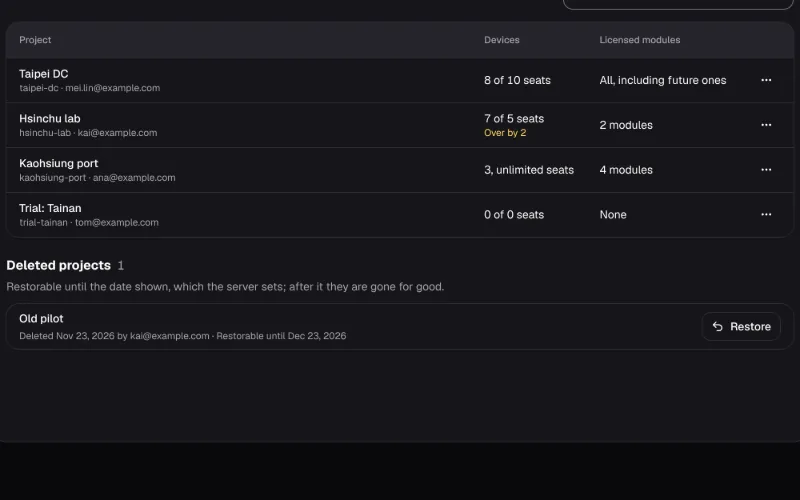 Project Devices Licensed modules
Taipei DC
taipei-dc · mei.lin@example.com
8 of 10 seats
All, including future ones
Hsinchu lab
hsinchu-lab · kai@example.com
7 of 5 seats
Over by 2
2 modules
Kaohsiung port
kaohsiung-port · ana@example.com
3, unlimited seats
4 modules
Trial: Tainan
trial-tainan · tom@example.com
0 of 0 seats
None
Deleted projects 1
Restorable until the date shown, which the server sets; after it they are gone for good.
Old pilot
Deleted Nov 23, 2026 by kai@example.com · Restorable until Dec 23, 2026
Restore